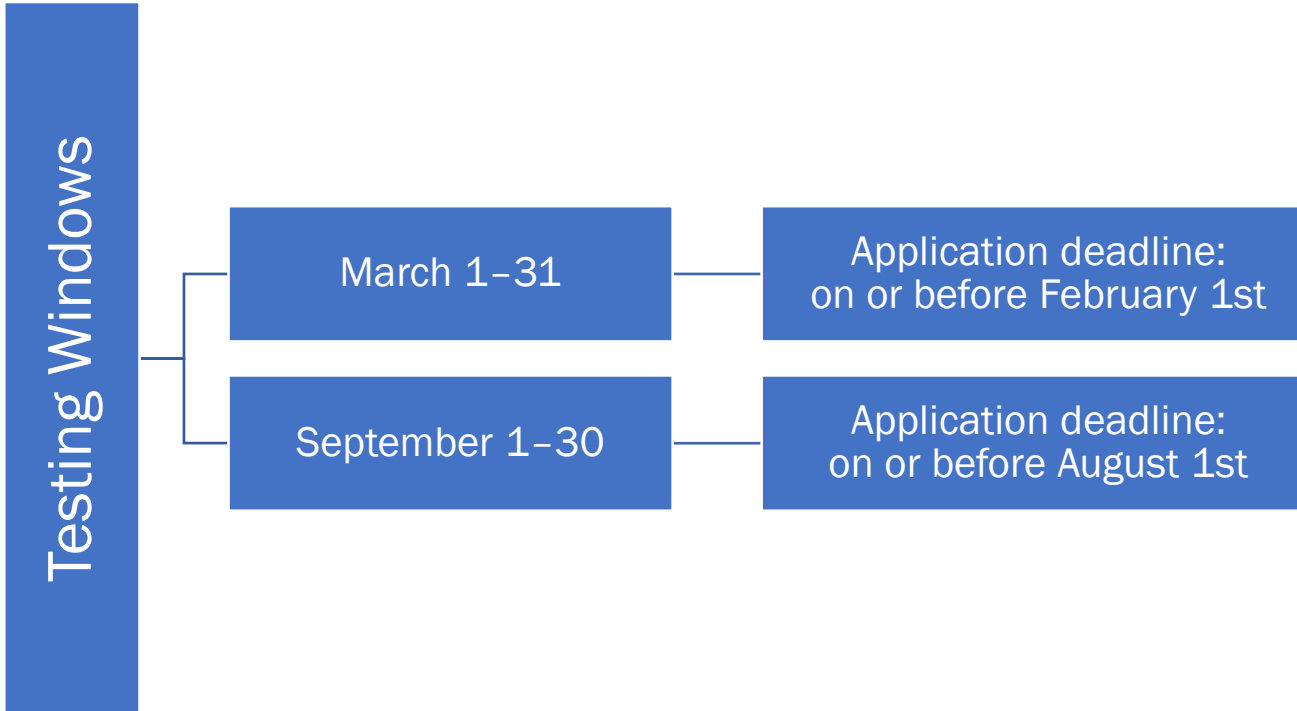 Testing Windows
March 1–31
Application deadline:
on or before February 1st
September 1–30
Application deadline:
on or before August 1st